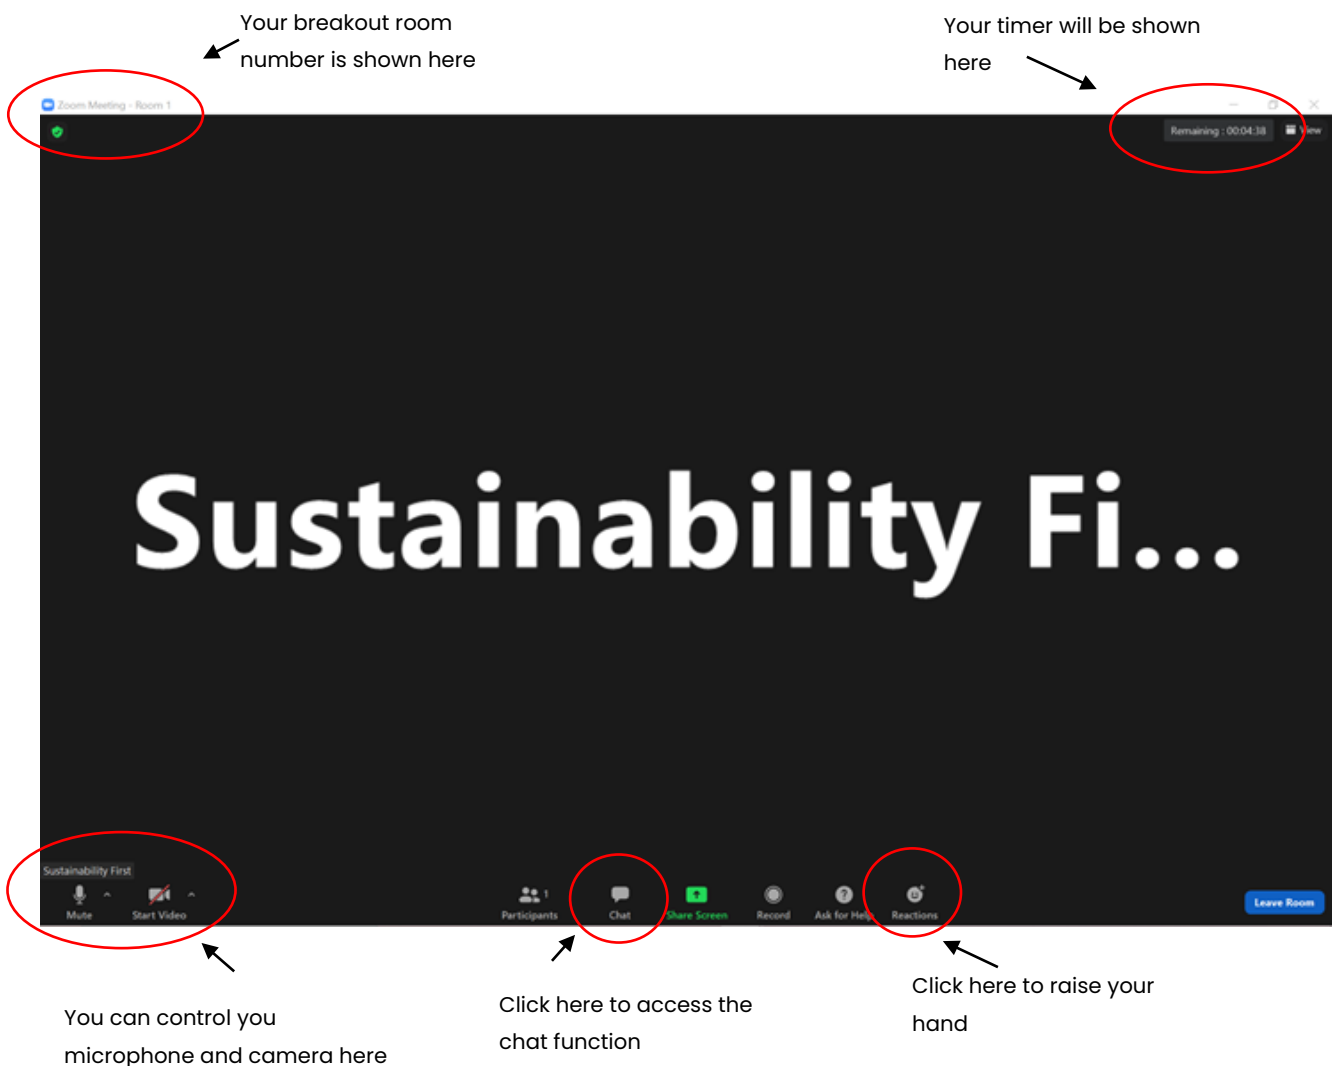 Your breakout room
number is shown here
Your timer will be shown
here
Zoom Meeting - Room 1
Remaining : 00:04:38
View
Sustainability Fi...
Sustainability First
Mute
Start Video
1
Participants
Chat
Share Screen
Record
Ask for Help
Reactions
Leave Room
You can control you
microphone and camera here
Click here to access the
chat function
Click here to raise your
hand